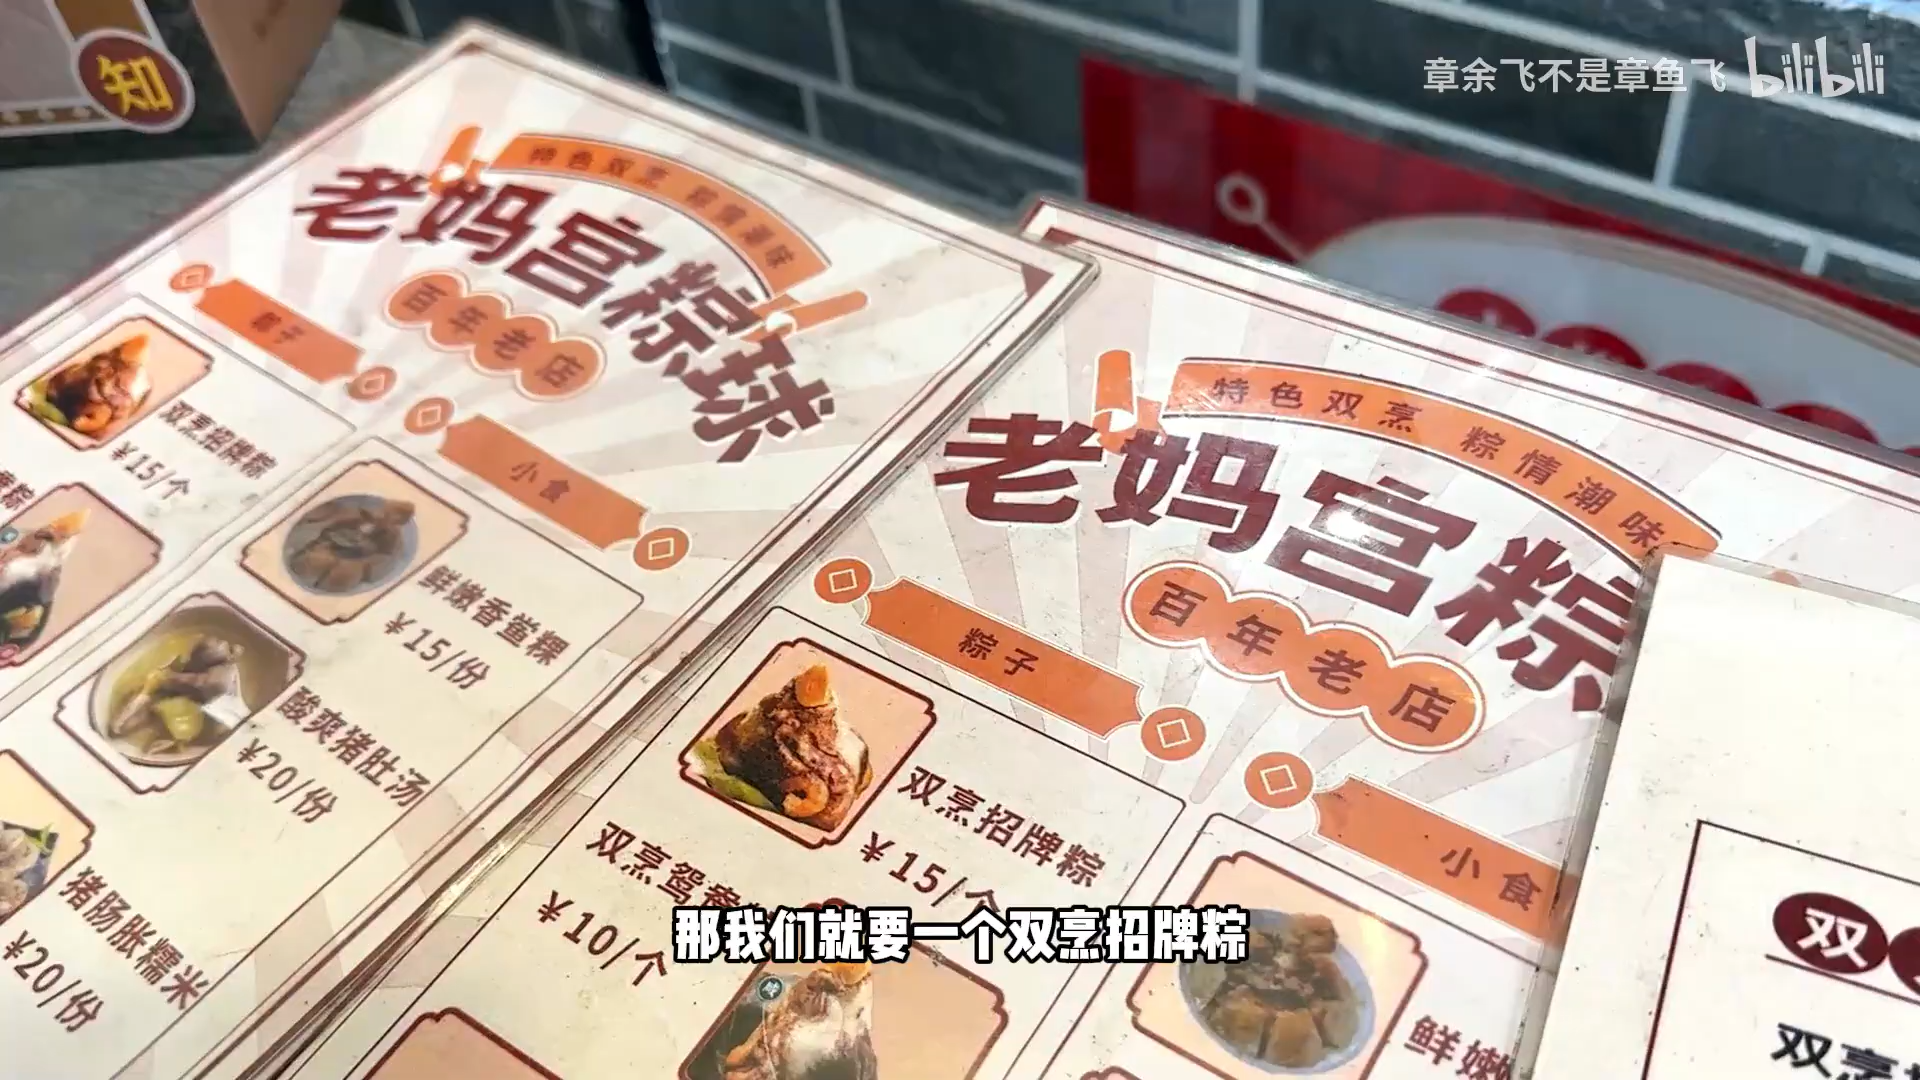 章余飞不是章鱼飞 bilibili
知
特色双烹 粽情潮味
老妈宫粽球
百年老店
粽子
双烹招牌粽
¥15/个
小食
鲜嫩香鲎粿
¥15/份
酸爽猪肚汤
¥20/份
猪肠胀糯米
¥20/份
特色双烹 粽情潮味
老妈宫粽
百年老店
粽子
双烹招牌粽
¥15/个
双烹鸳鸯
¥10/个
咸
小食
鲜嫩
双
双烹
那我们就要一个双烹招牌粽